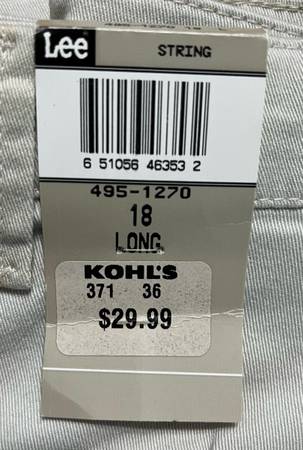 Lee
STRING
6 51056 46353 2
495-1270
18
LONG
KOHL'S
371 36
$29.99